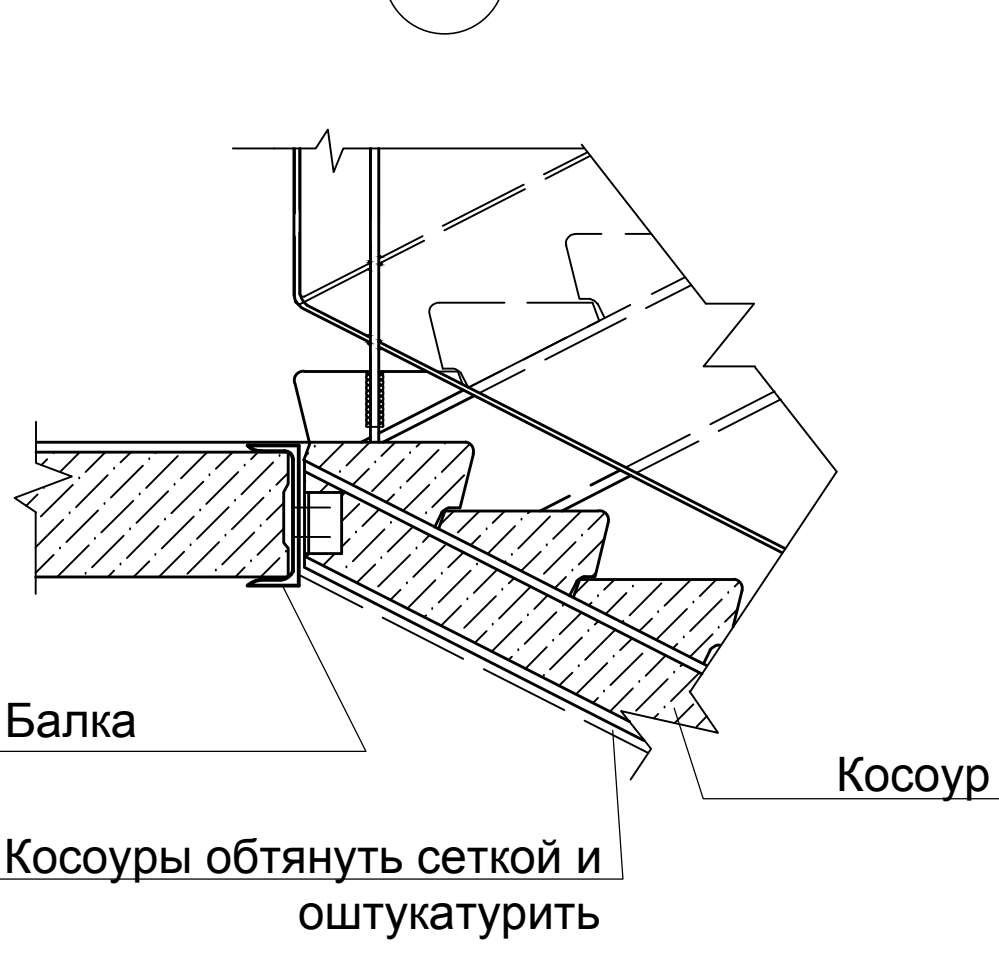 Балка
Косоур
Косоуры обтянуть сеткой и
оштукатурить